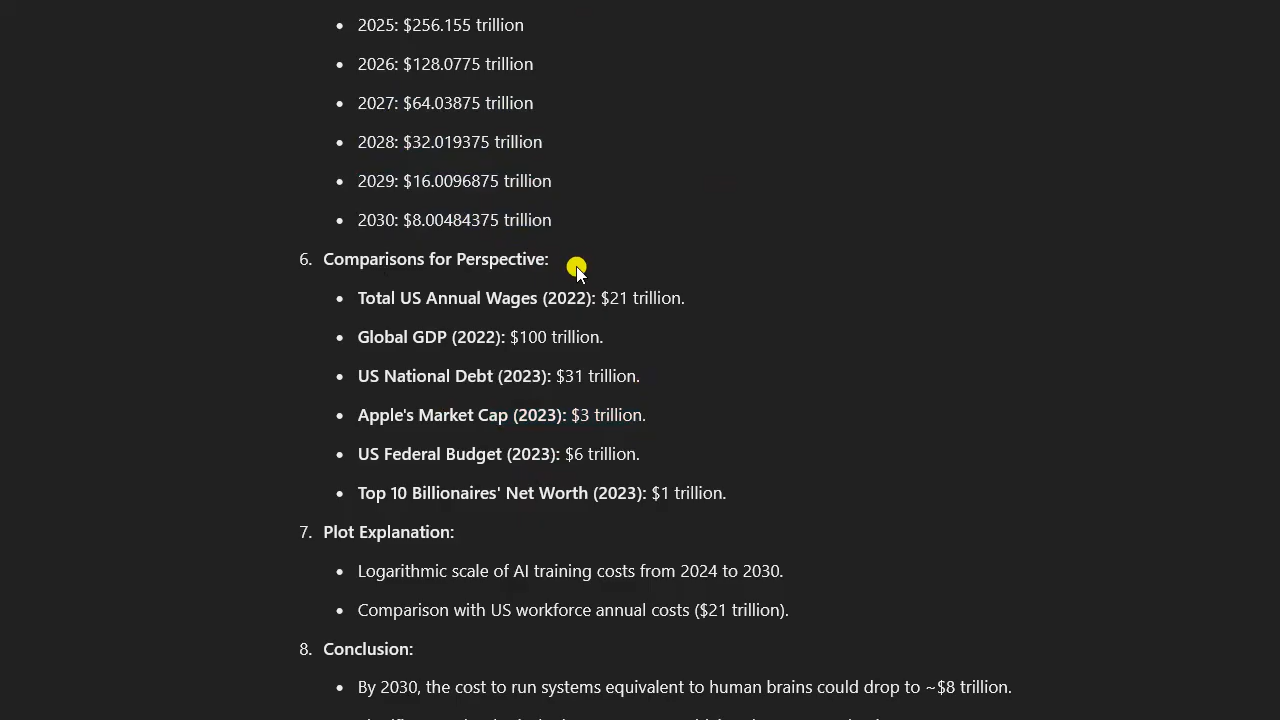 • 2025: $256.155 trillion
• 2026: $128.0775 trillion
• 2027: $64.03875 trillion
• 2028: $32.019375 trillion
• 2029: $16.0096875 trillion
• 2030: $8.00484375 trillion
6. Comparisons for Perspective:
• Total US Annual Wages (2022): $21 trillion.
• Global GDP (2022): $100 trillion.
• US National Debt (2023): $31 trillion.
• Apple's Market Cap (2023): $3 trillion.
• US Federal Budget (2023): $6 trillion.
• Top 10 Billionaires' Net Worth (2023): $1 trillion.
7. Plot Explanation:
• Logarithmic scale of AI training costs from 2024 to 2030.
• Comparison with US workforce annual costs ($21 trillion).
8. Conclusion:
• By 2030, the cost to run systems equivalent to human brains could drop to ~$8 trillion.